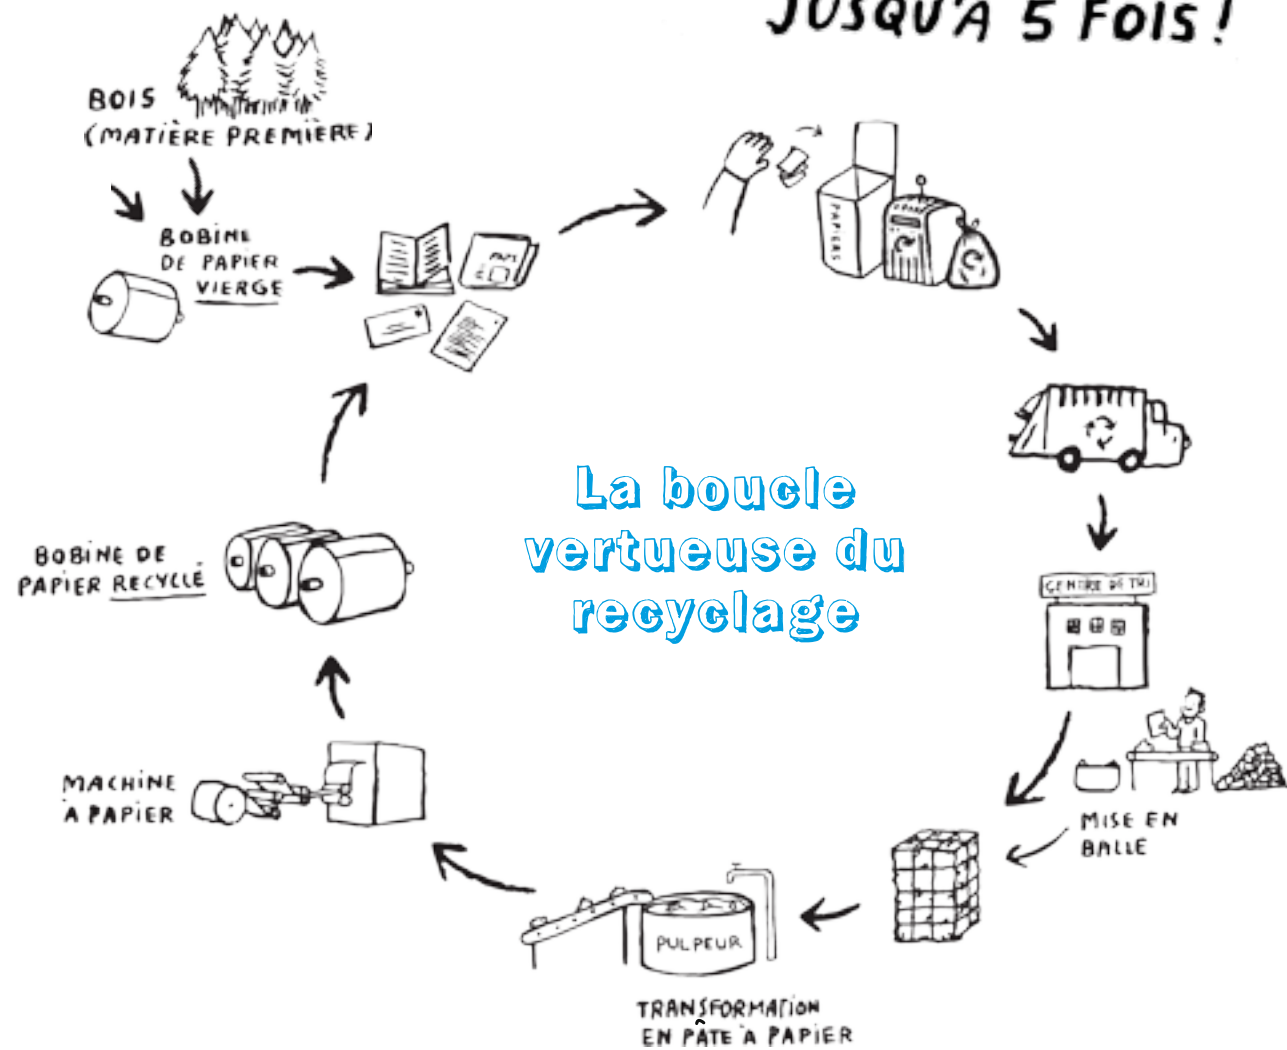 JUSQU'À 5 FOIS !
BOIS
(MATIÈRE PREMIÈRE)
BOBINE
DE PAPIER
VIERGE
PAPIERS
La boucle
vertueuse du
recyclage
CENTRE DE TRI
BOBINE DE
PAPIER RECYCLÉ
MACHINE
À PAPIER
MISE EN
BALLE
PULPEUR
TRANSFORMATION
EN PÂTE À PAPIER